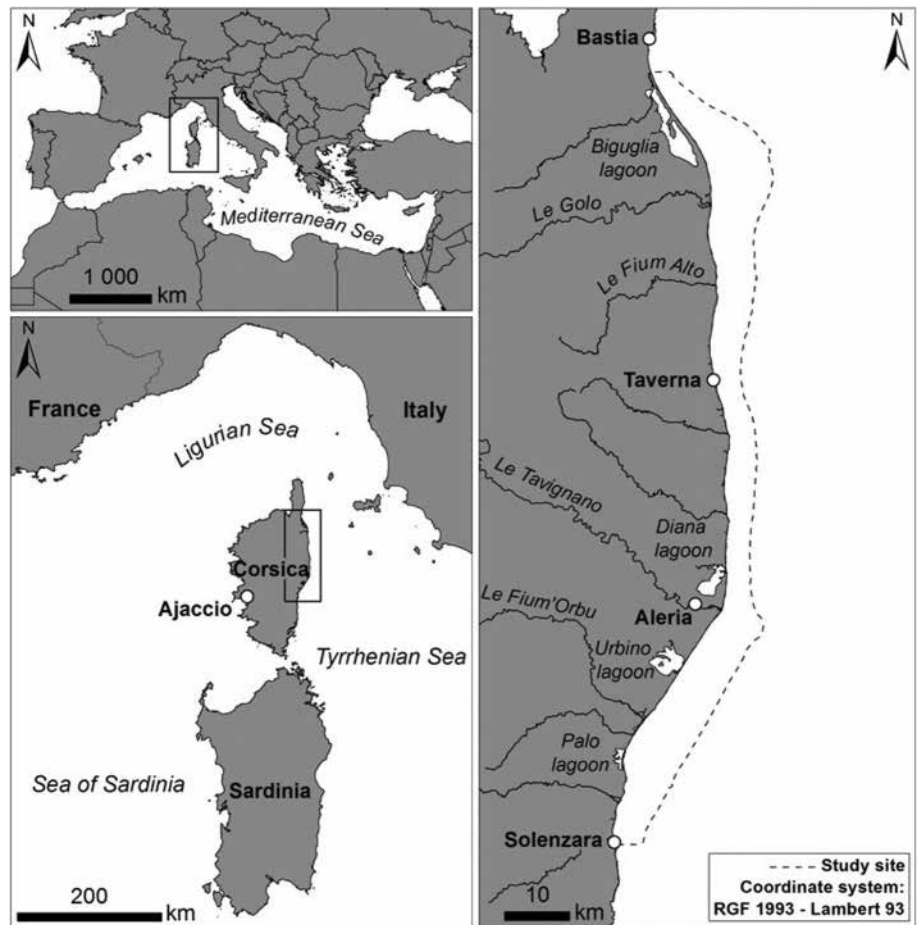 N
Mediterranean Sea
1 000
km
N
France
Italy
Ligurian Sea
Corsica
Ajaccio
Tyrrhenian Sea
Sea of Sardinia
Sardinia
200
km
N
Bastia
Biguglia
lagoon
Le Golo
Le Fium Alto
Taverna
Le Tavignano
Diana
lagoon
Le Fium'Orbu
Aleria
Urbino
lagoon
Palo
lagoon
Solenzara
10
km
Study site
Coordinate system:
RGF 1993 - Lambert 93